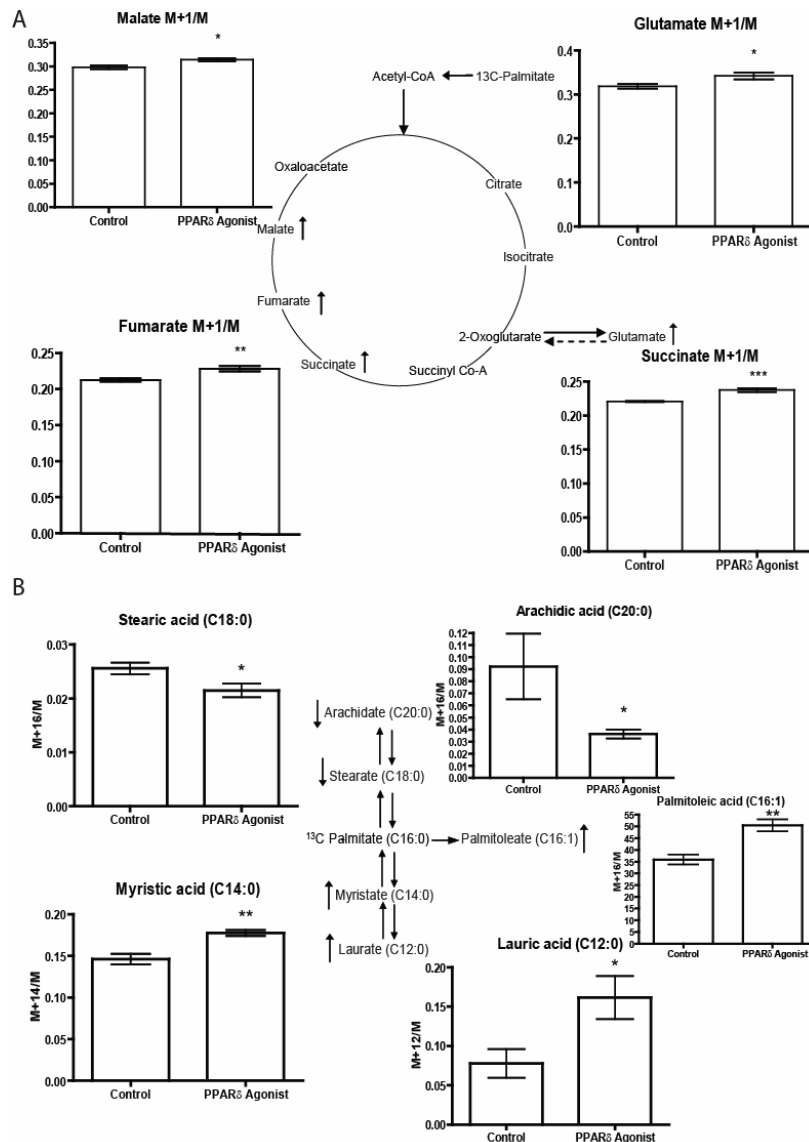 A
Malate M+1/M
*
0.35
0.30
0.25
0.20
0.15
0.10
0.05
0.00
Control
PPARδ Agonist
Glutamate M+1/M
*
0.4
0.3
0.2
0.1
0.0
Control
PPARδ Agonist
Acetyl-CoA
13C-Palmitate
Oxaloacetate
Citrate
Malate
Isocitrate
Fumarate
2-Oxoglutarate
Glutamate
Succinate
Succinyl Co-A
Fumarate M+1/M
**
0.25
0.20
0.15
0.10
0.05
0.00
Control
PPARδ Agonist
Succinate M+1/M
***
0.25
0.20
0.15
0.10
0.05
0.00
Control
PPARδ Agonist
B
Stearic acid (C18:0)
*
M+16/M
0.03
0.02
0.01
0.00
Control
PPARδ Agonist
Arachidic acid (C20:0)
*
M+16/M
0.12
0.11
0.10
0.09
0.08
0.07
0.06
0.05
0.04
0.03
0.02
0.01
0.00
Control
PPARδ Agonist
Arachidate (C20:0)
Stearate (C18:0)
13C Palmitate (C16:0)
Palmitoleate (C16:1)
Myristate (C14:0)
Laurate (C12:0)
Palmitoleic acid (C16:1)
**
M+16/M
55
50
45
40
35
30
25
20
15
10
5
0
Control
PPARδ Agonist
Myristic acid (C14:0)
**
M+14/M
0.20
0.15
0.10
0.05
0.00
Control
PPARδ Agonist
Lauric acid (C12:0)
*
M+12/M
0.20
0.15
0.10
0.05
0.00
Control
PPARδ Agonist